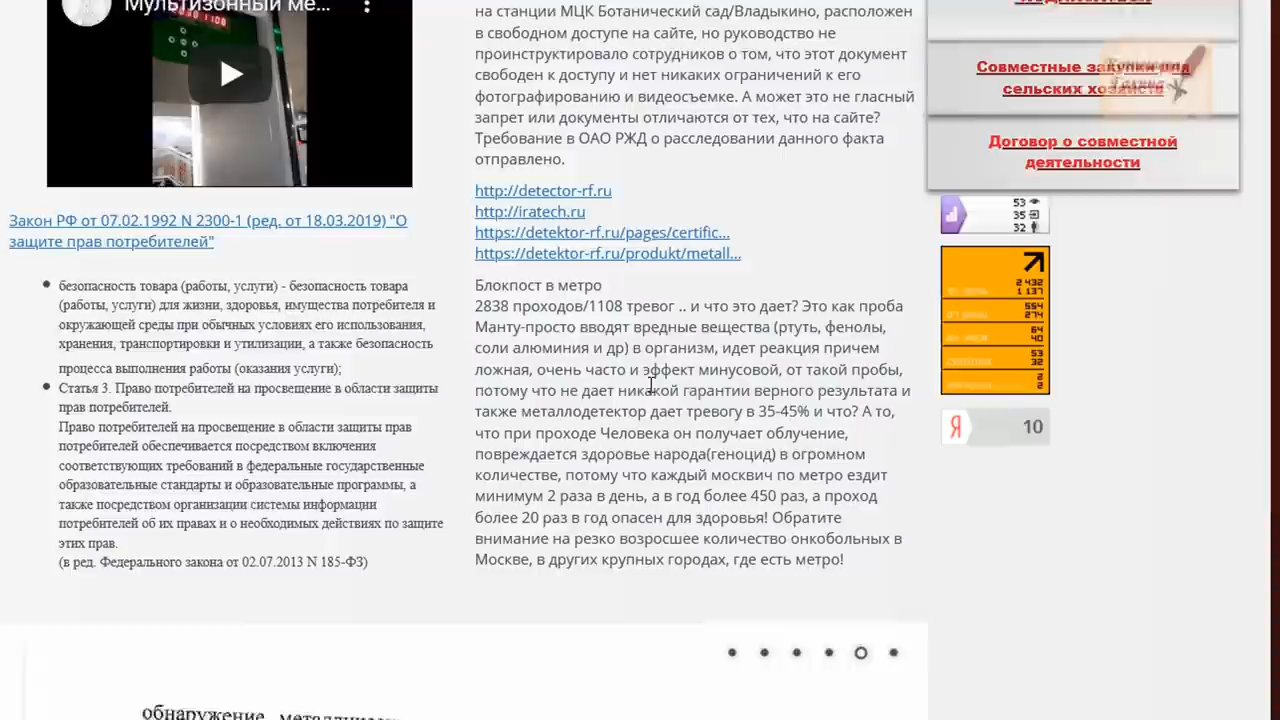 Мультизонный ме...
Закон РФ от 07.02.1992 N 2300-1 (ред. от 18.03.2019) "О
защите прав потребителей"
безопасность товара (работы, услуги) - безопасность товара
(работы, услуги) для жизни, здоровья, имущества потребителя и
окружающей среды при обычных условиях его использования,
хранения, транспортировки и утилизации, а также безопасность
процесса выполнения работы (оказания услуги);
Статья 3. Право потребителей на просвещение в области защиты
прав потребителей.
Право потребителей на просвещение в области защиты прав
потребителей обеспечивается посредством включения
соответствующих требований в федеральные государственные
образовательные стандарты и образовательные программы, а
также посредством организации системы информации
потребителей об их правах и о необходимых действиях по защите
этих прав.
(в ред. Федерального закона от 02.07.2013 N 185-ФЗ)
на станции МЦК Ботанический сад/Владыкино, расположен
в свободном доступе на сайте, но руководство не
проинструктировало сотрудников о том, что этот документ
свободен к доступу и нет никаких ограничений к его
фотографированию и видеосъемке. А может это не гласный
запрет или документы отличаются от тех, что на сайте?
Требование в ОАО РЖД о расследовании данного факта
отправлено.
http://detector-rf.ru
http://iratech.ru
https://detektor-rf.ru/pages/certific...
https://detektor-rf.ru/produkt/metall...
Блокпост в метро
2838 проходов/1108 тревог .. и что это дает? Это как проба
Манту-просто вводят вредные вещества (ртуть, фенолы,
соли алюминия и др) в организм, идет реакция причем
ложная, очень часто и эффект минусовой, от такой пробы,
потому что не дает никакой гарантии верного результата и
также металлодетектор дает тревогу в 35-45% и что? А то,
что при проходе Человека он получает облучение,
повреждается здоровье народа(геноцид) в огромном
количестве, потому что каждый москвич по метро ездит
минимум 2 раза в день, а в год более 450 раз, а проход
более 20 раз в год опасен для здоровья! Обратите
внимание на резко возросшее количество онкобольных в
Москве, в других крупных городах, где есть метро!
Совместные закупки для
сельских хозяйств
Договор о совместной
деятельности
53
35
32
2 432
1 137
554
274
64
40
53
32
2
2
Я 10
обнаружение